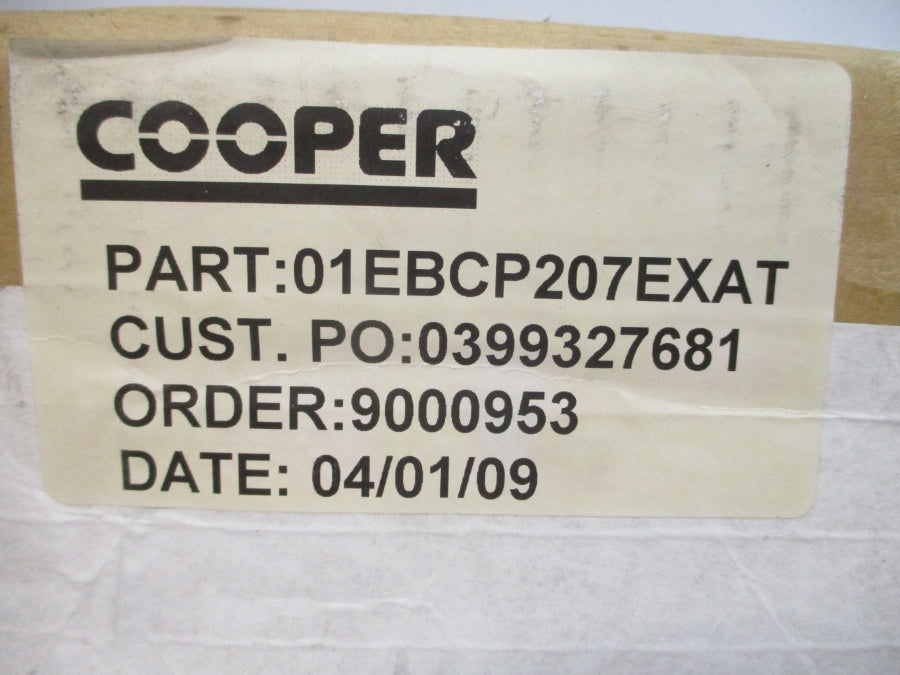 COOPER
PART:01EBCP207EXAT
CUST. PO:0399327681
ORDER:9000953
DATE: 04/01/09